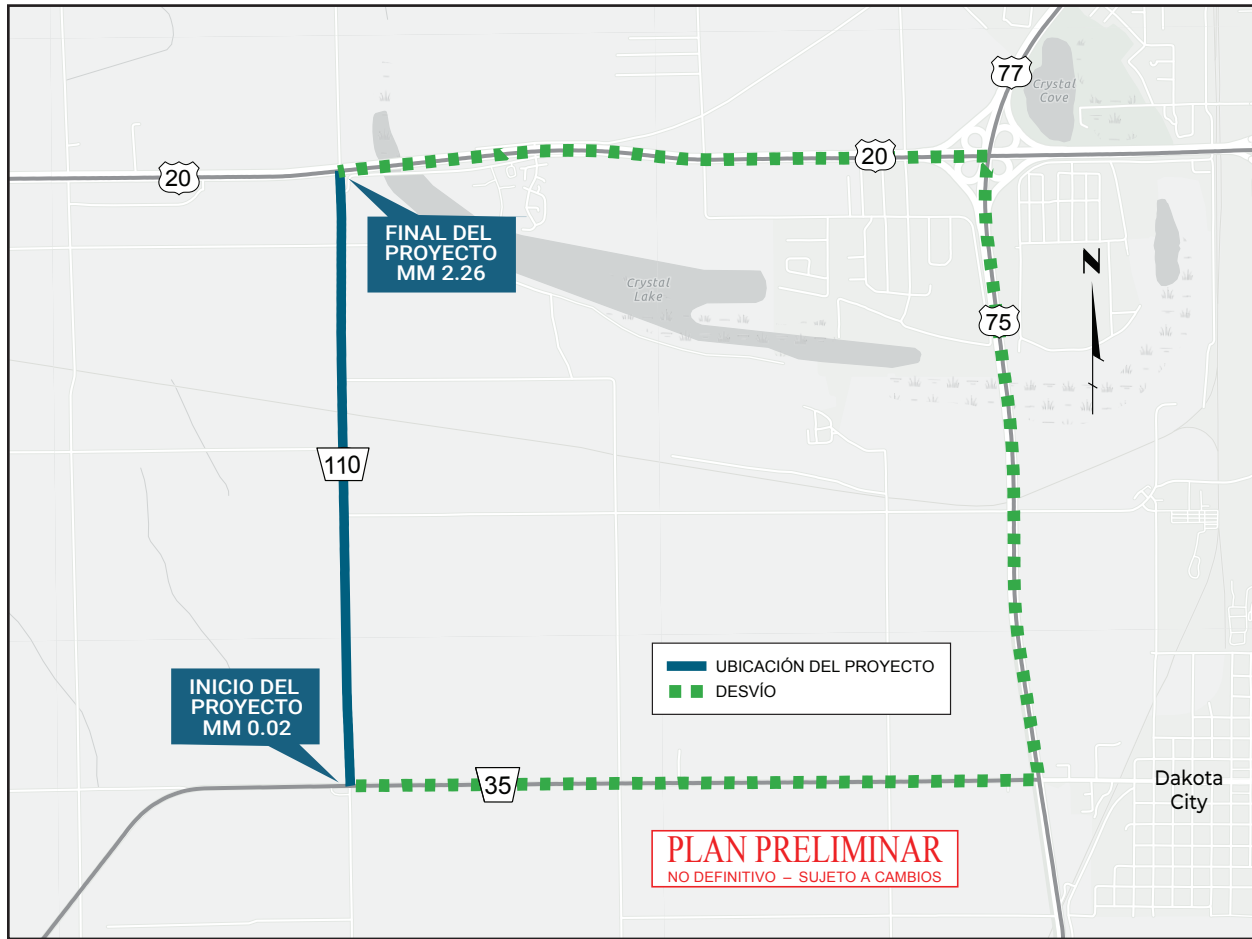 77
Crystal
Cove
20
20
FINAL DEL
PROYECTO
MM 2.26
Crystal
Lake
N
75
110
UBICACIÓN DEL PROYECTO
DESVÍO
INICIO DEL
PROYECTO
MM 0.02
35
Dakota
City
PLAN PRELIMINAR
NO DEFINITIVO – SUJETO A CAMBIOS